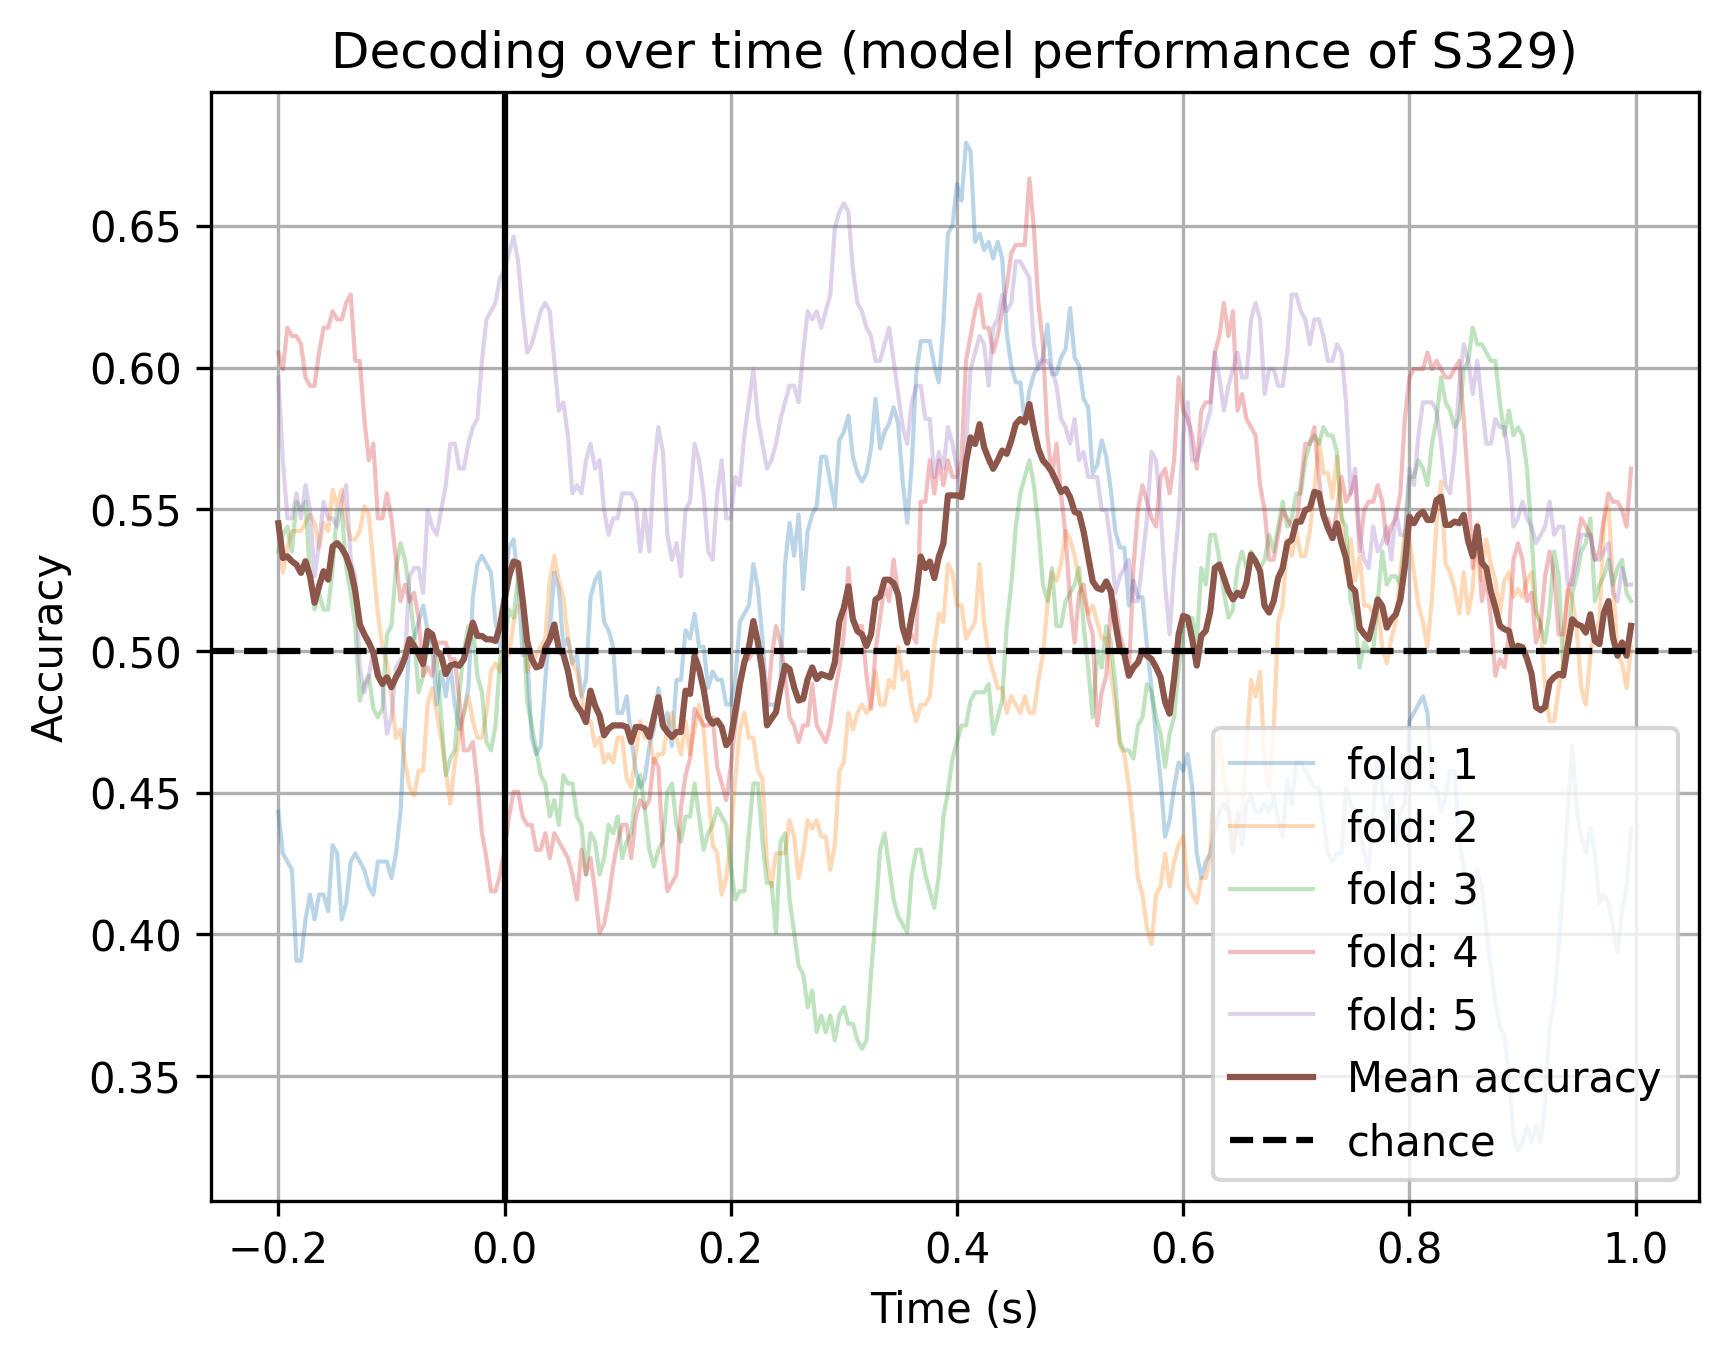 Decoding over time (model performance of S329)
Accuracy
0.65
0.60
0.55
0.50
0.45
0.40
0.35
fold: 1
fold: 2
fold: 3
fold: 4
fold: 5
Mean accuracy
chance
−0.2 0.0 0.2 0.4 0.6 0.8 1.0
Time (s)